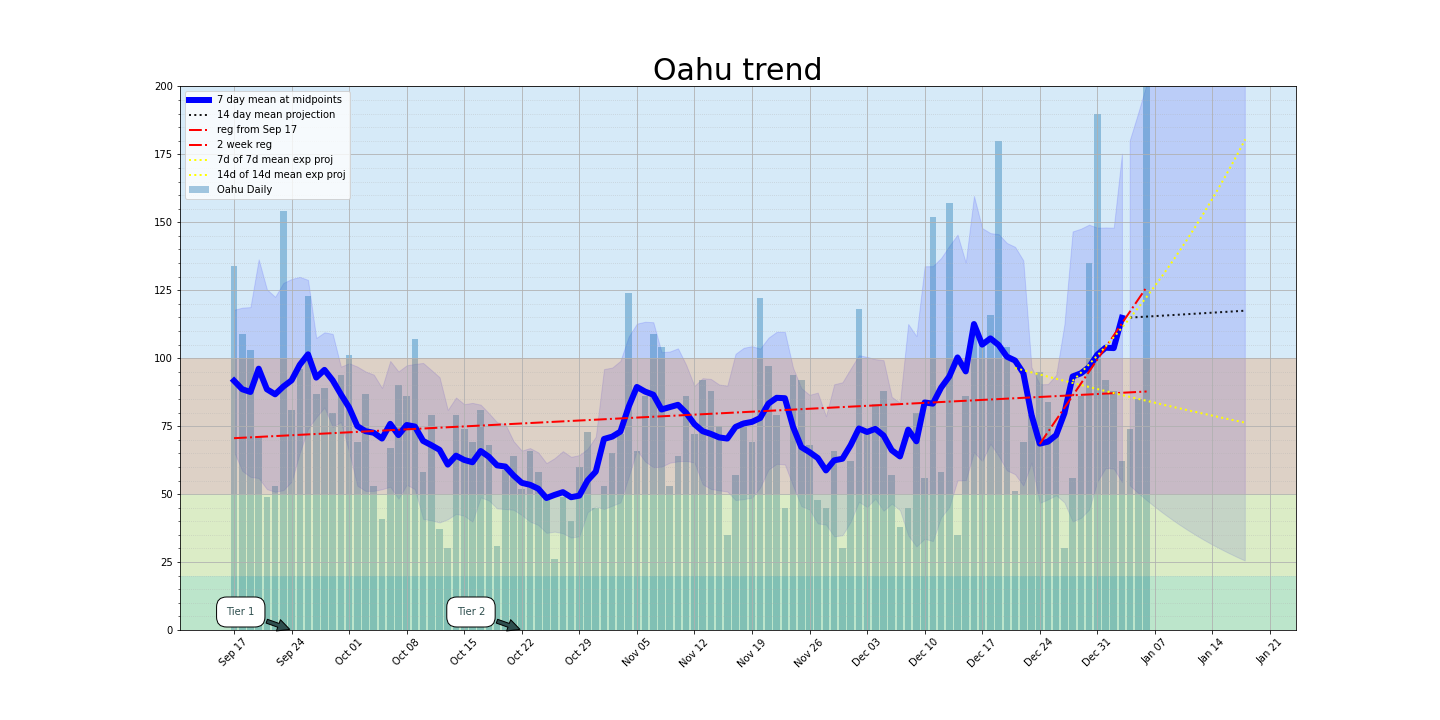 Oahu trend
200
175
150
125
100
75
50
25
0
7 day mean at midpoints
14 day mean projection
reg from Sep 17
2 week reg
7d of 7d mean exp proj
14d of 14d mean exp proj
Oahu Daily
Tier 1
Tier 2
Sep 17
Sep 24
Oct 01
Oct 08
Oct 15
Oct 22
Oct 29
Nov 05
Nov 12
Nov 19
Nov 26
Dec 03
Dec 10
Dec 17
Dec 24
Dec 31
Jan 07
Jan 14
Jan 21